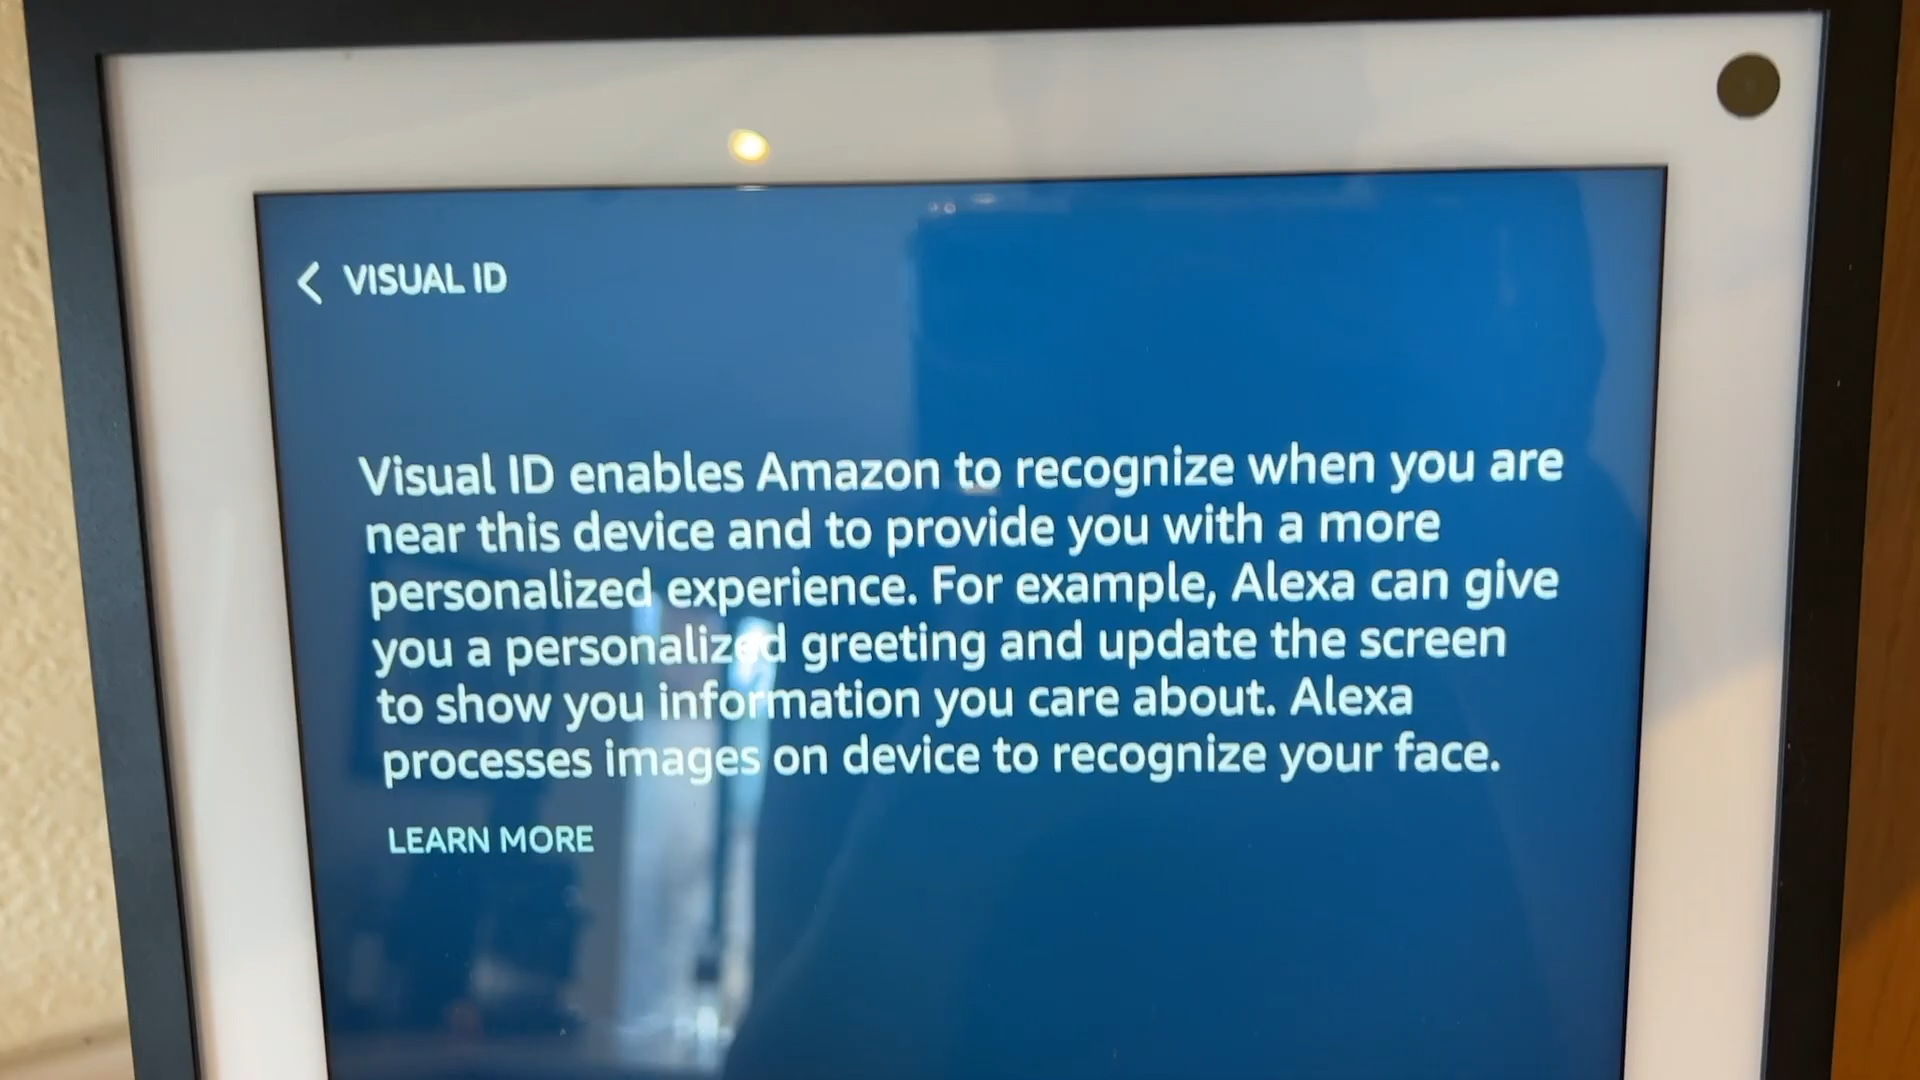 VISUAL ID
Visual ID enables Amazon to recognize when you are
near this device and to provide you with a more
personalized experience. For example, Alexa can give
you a personalized greeting and update the screen
to show you information you care about. Alexa
processes images on device to recognize your face.
LEARN MORE